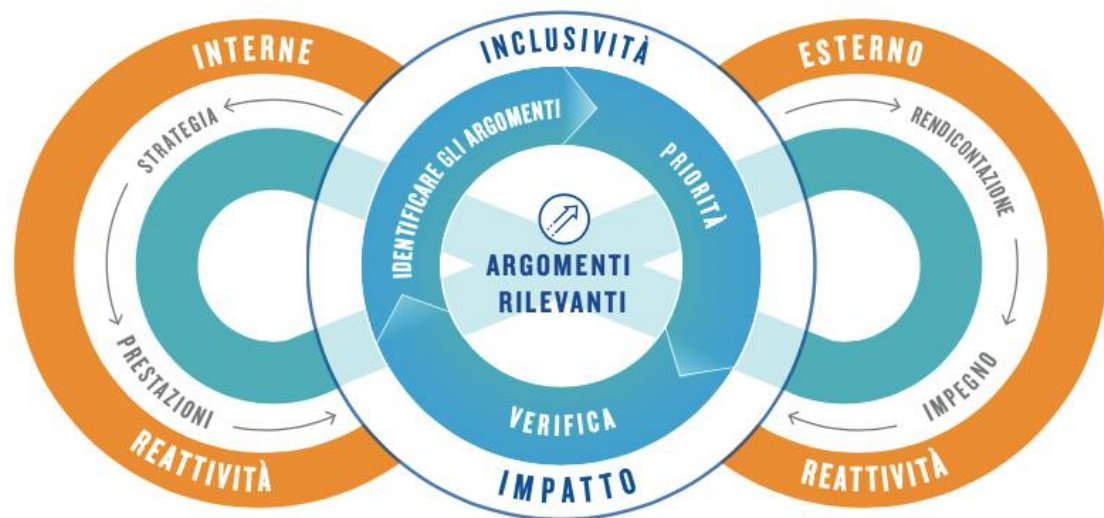 INTERNE
STRATEGIA
PRESTAZIONI
REATTIVITÀ
INCLUSIVITÀ
IDENTIFICARE GLI ARGOMENTI
PRIORITÀ
ARGOMENTI
RILEVANTI
VERIFICA
IMPATTO
ESTERNO
RENDICONTAZIONE
IMPEGNO
REATTIVITÀ